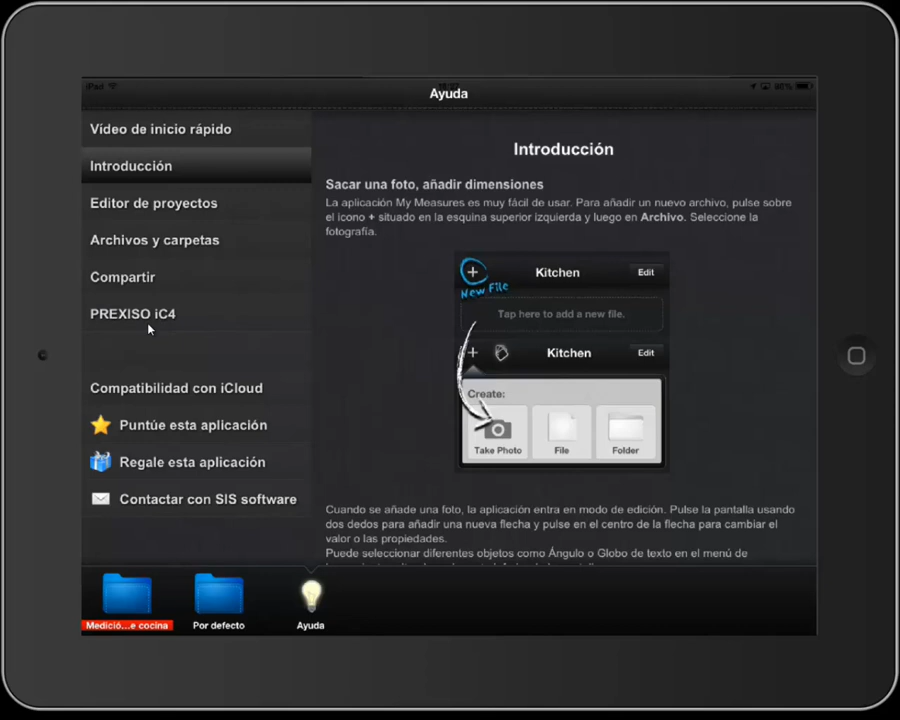 iPad
Ayuda
Vídeo de inicio rápido
Introducción
Editor de proyectos
Archivos y carpetas
Compartir
PREXISO iC4
Compatibilidad con iCloud
Puntúe esta aplicación
Regale esta aplicación
Contactar con SIS software
Introducción
Sacar una foto, añadir dimensiones
La aplicación My Measures es muy fácil de usar. Para añadir un nuevo archivo, pulse sobre
el icono + situado en la esquina superior izquierda y luego en Archivo. Seleccione la
fotografía.
+
Kitchen
Edit
New File
Tap here to add a new file.
+
Kitchen
Edit
Create:
Take Photo
File
Folder
Cuando se añade una foto, la aplicación entra en modo de edición. Pulse la pantalla usando
dos dedos para añadir una nueva flecha y pulse en el centro de la flecha para cambiar el
valor o las propiedades.
Puede seleccionar diferentes objetos como Ángulo o Globo de texto en el menú de
Medició...e cocina
Por defecto
Ayuda